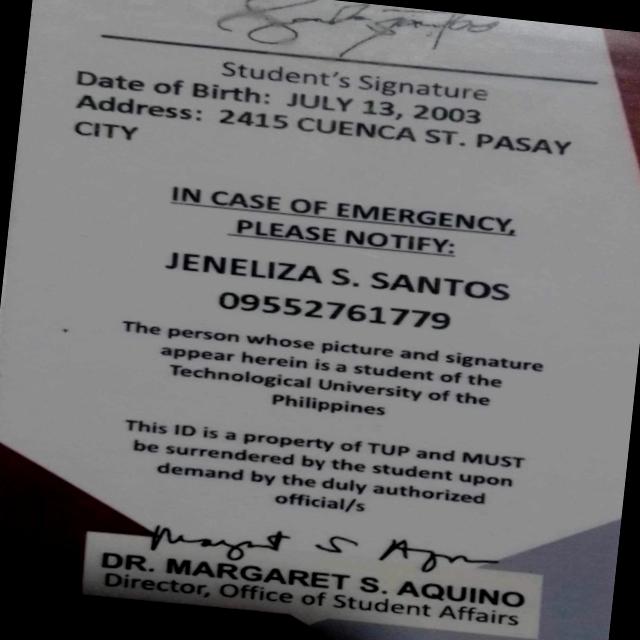 Student's Signature
Date of Birth: JULY 13, 2003
Address: 2415 CUENCA ST. PASAY
CITY
IN CASE OF EMERGENCY,
PLEASE NOTIFY:
JENELIZA S. SANTOS
09552761779
The person whose picture and signature
appear herein is a student of the
Technological University of the
Philippines
This ID is a property of TUP and MUST
be surrendered by the student upon
demand by the duly authorized
official/s
DR. MARGARET S. AQUINO
Director, Office of Student Affairs